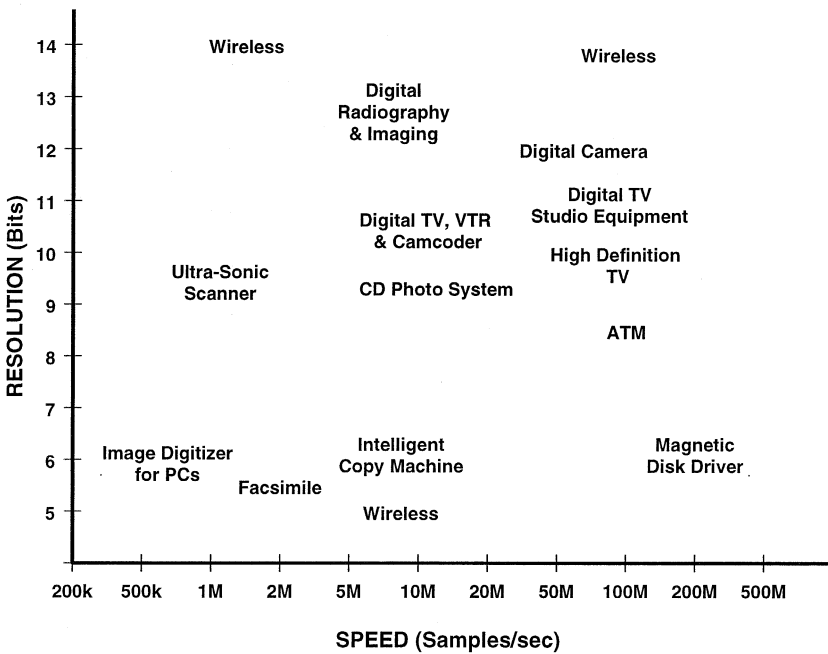 14
13
12
11
10
9
8
7
6
5
RESOLUTION (Bits)
Wireless
Wireless
Digital
Radiography
& Imaging
Digital Camera
Digital TV
Studio Equipment
Digital TV, VTR
& Camcoder
High Definition
TV
Ultra-Sonic
Scanner
CD Photo System
ATM
Image Digitizer
for PCs
Facsimile
Intelligent
Copy Machine
Wireless
Magnetic
Disk Driver
200k 500k 1M 2M 5M 10M 20M 50M 100M 200M 500M
SPEED (Samples/sec)